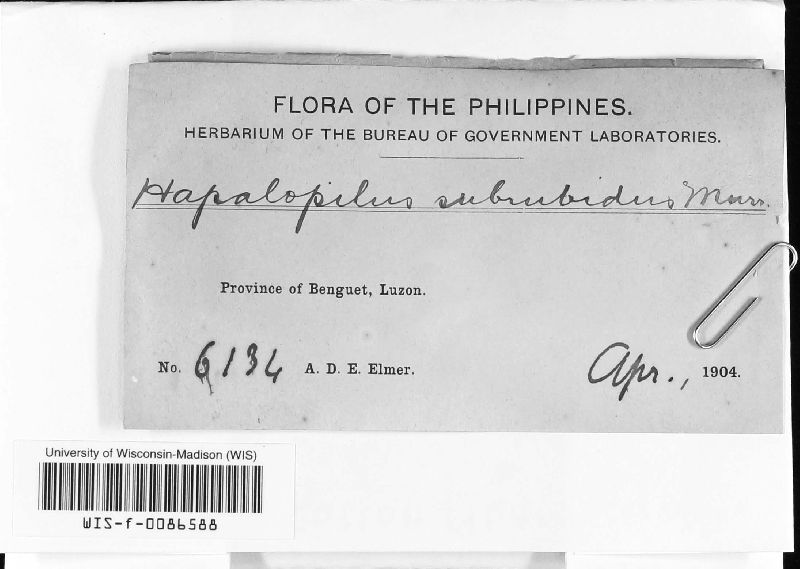 FLORA OF THE PHILIPPINES.
HERBARIUM OF THE BUREAU OF GOVERNMENT LABORATORIES.
Hapalopilus subrubidus Murr.
Province of Benguet, Luzon.
No. 6134 A. D. E. Elmer. Apr., 1904.
University of Wisconsin-Madison (WIS)
WIS-f-0086588